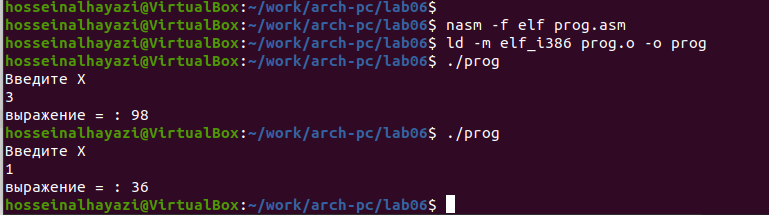 hosseinalhayazi@VirtualBox:~/work/arch-pc/lab06$
hosseinalhayazi@VirtualBox:~/work/arch-pc/lab06$ nasm -f elf prog.asm
hosseinalhayazi@VirtualBox:~/work/arch-pc/lab06$ ld -m elf_i386 prog.o -o prog
hosseinalhayazi@VirtualBox:~/work/arch-pc/lab06$ ./prog
Введите X
3
выражение = : 98
hosseinalhayazi@VirtualBox:~/work/arch-pc/lab06$ ./prog
Введите X
1
выражение = : 36
hosseinalhayazi@VirtualBox:~/work/arch-pc/lab06$